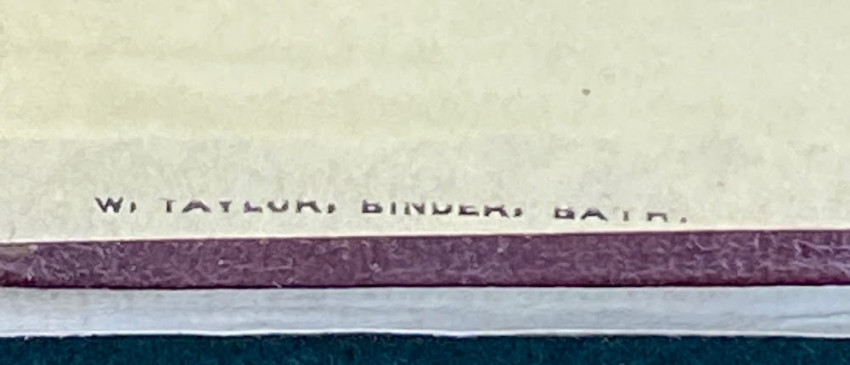 W. TAYLOR, BINDER, BATH.